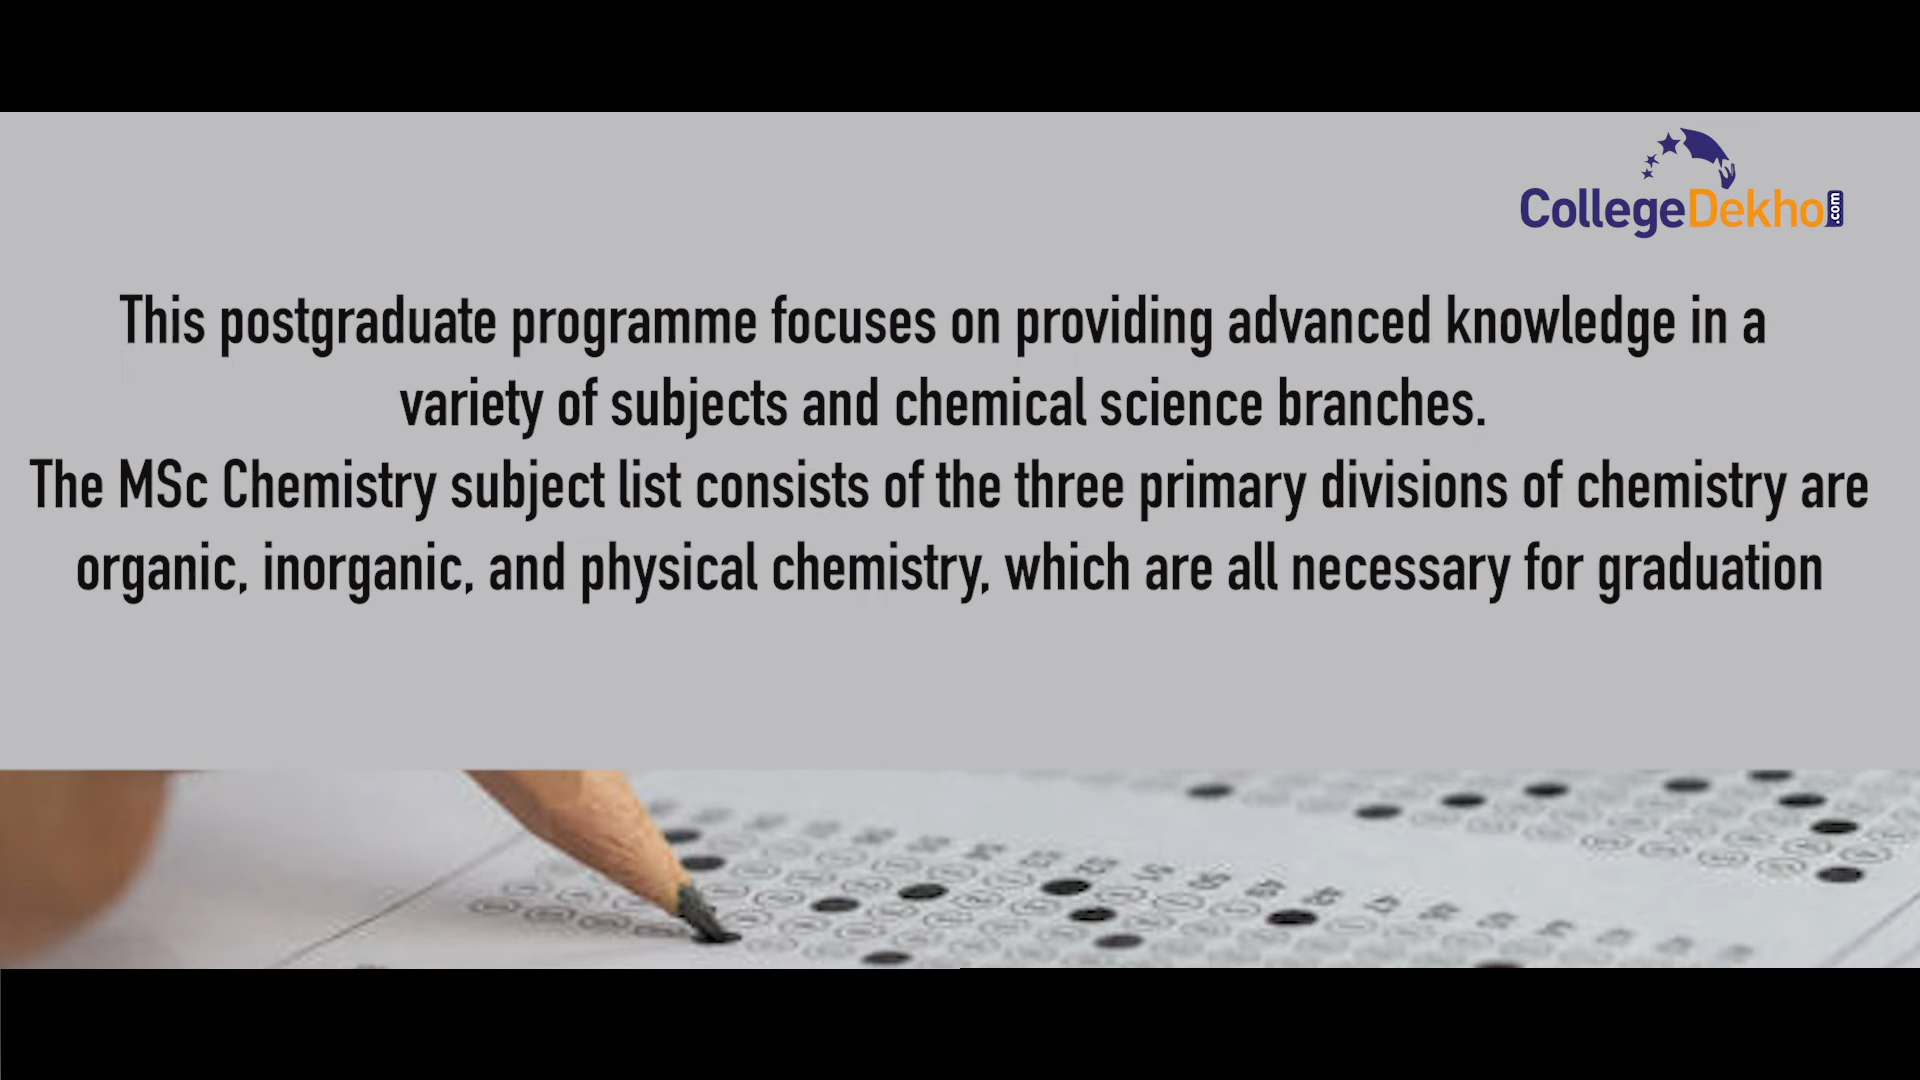 CollegeDekho.com
This postgraduate programme focuses on providing advanced knowledge in a
variety of subjects and chemical science branches.
The MSc Chemistry subject list consists of the three primary divisions of chemistry are
organic, inorganic, and physical chemistry, which are all necessary for graduation